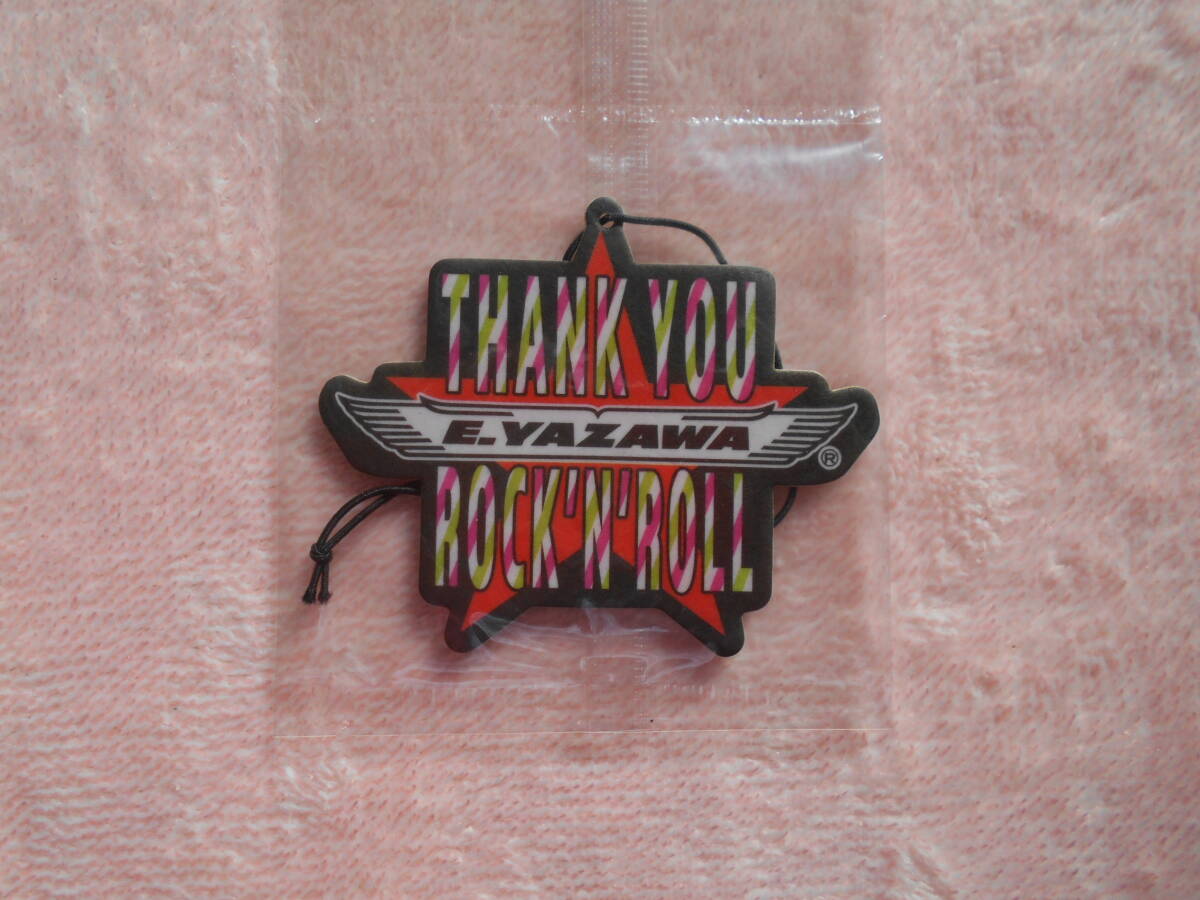 THANK YOU
E.YAZAWA
®
ROCK'N'ROLL